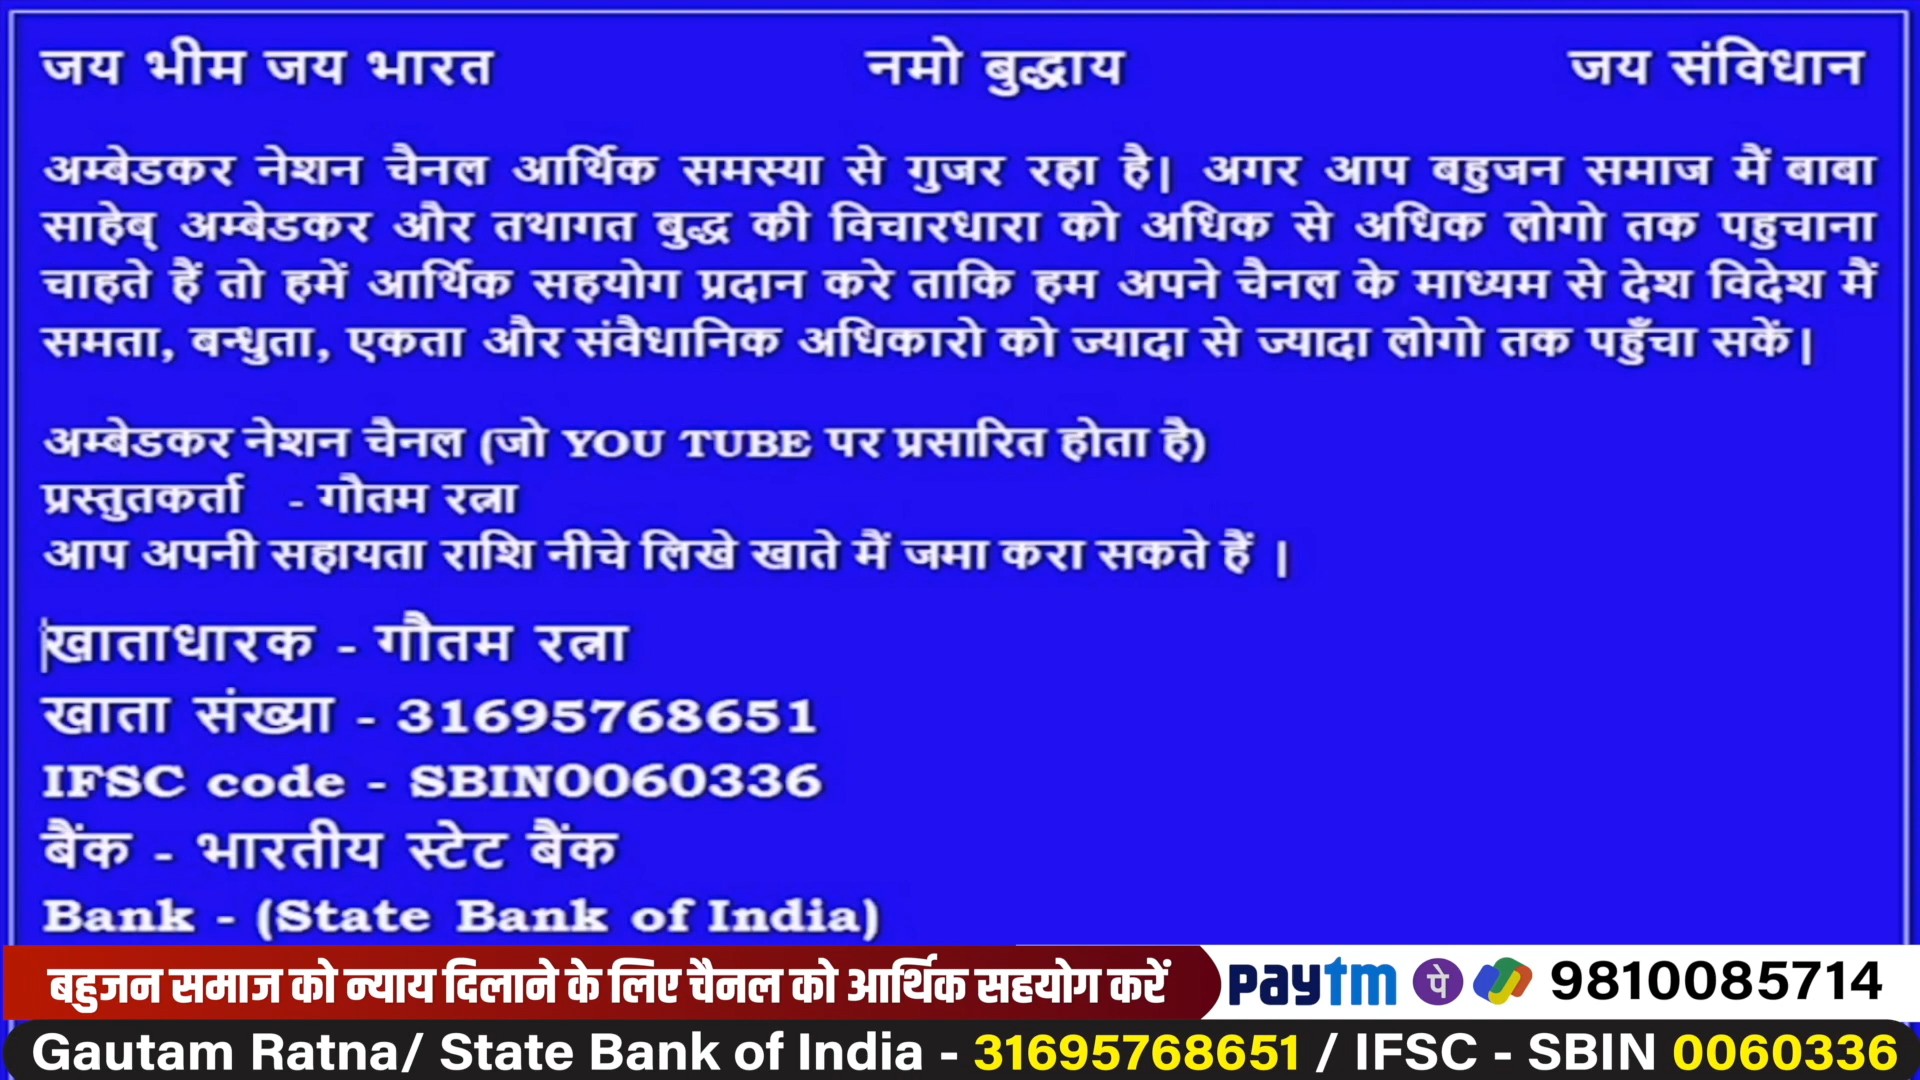 जय भीम जय भारत नमो बुद्धाय जय संविधान
अम्बेडकर नेशन चैनल आर्थिक समस्या से गुजर रहा है| अगर आप बहुजन समाज मैं बाबा
साहेब् अम्बेडकर और तथागत बुद्ध की विचारधारा को अधिक से अधिक लोगो तक पहुचाना
चाहते हैं तो हमें आर्थिक सहयोग प्रदान करे ताकि हम अपने चैनल के माध्यम से देश विदेश मैं
समता, बन्धुता, एकता और संवैधानिक अधिकारो को ज्यादा से ज्यादा लोगो तक पहुँचा सकें|
अम्बेडकर नेशन चैनल (जो YOU TUBE पर प्रसारित होता है)
प्रस्तुतकर्ता - गौतम रत्ना
आप अपनी सहायता राशि नीचे लिखे खाते मैं जमा करा सकते हैं |
खाताधारक - गौतम रत्ना
खाता संख्या - 31695768651
IFSC code - SBIN0060336
बैंक - भारतीय स्टेट बैंक
Bank - (State Bank of India)
बहुजन समाज को न्याय दिलाने के लिए चैनल को आर्थिक सहयोग करें paytm पे 9810085714
Gautam Ratna/ State Bank of India - 31695768651 / IFSC - SBIN 0060336